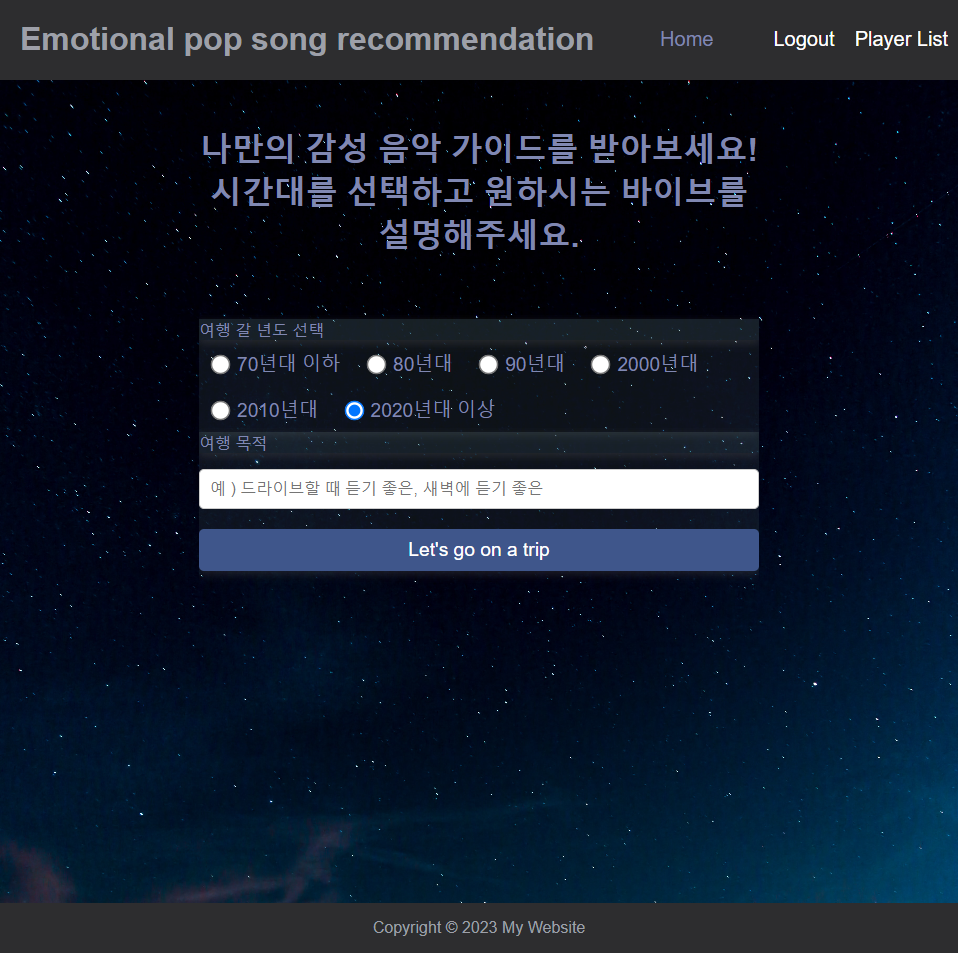 Emotional pop song recommendation Home Logout Player List
나만의 감성 음악 가이드를 받아보세요!
시간대를 선택하고 원하시는 바이브를
설명해주세요.
여행 갈 년도 선택
70년대 이하 80년대 90년대 2000년대
2010년대 2020년대 이상
여행 목적
예 ) 드라이브할 때 듣기 좋은, 새벽에 듣기 좋은
Let's go on a trip
Copyright © 2023 My Website